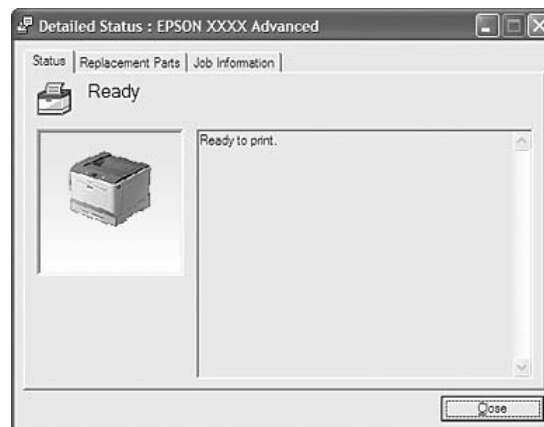 Detailed Status : EPSON XXXX Advanced
Status Replacement Parts Job Information
Ready
Ready to print.
Close